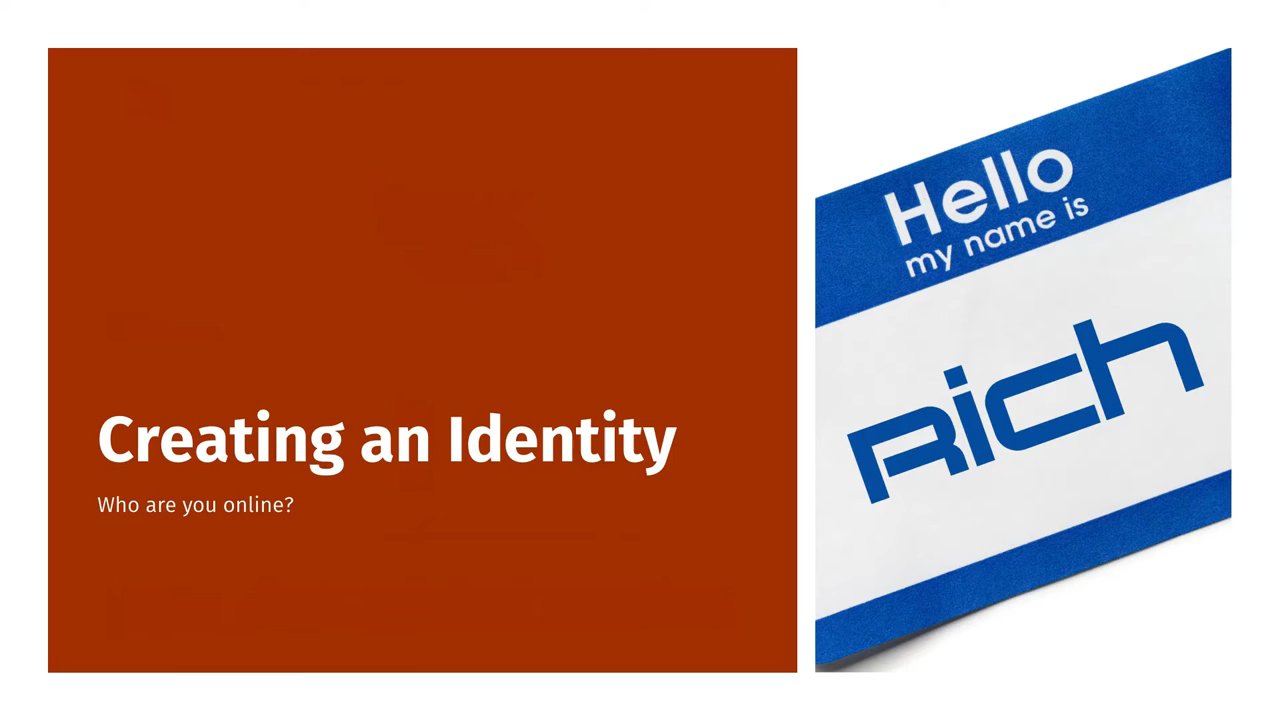 Creating an Identity
Who are you online?
Hello
my name is
Rich